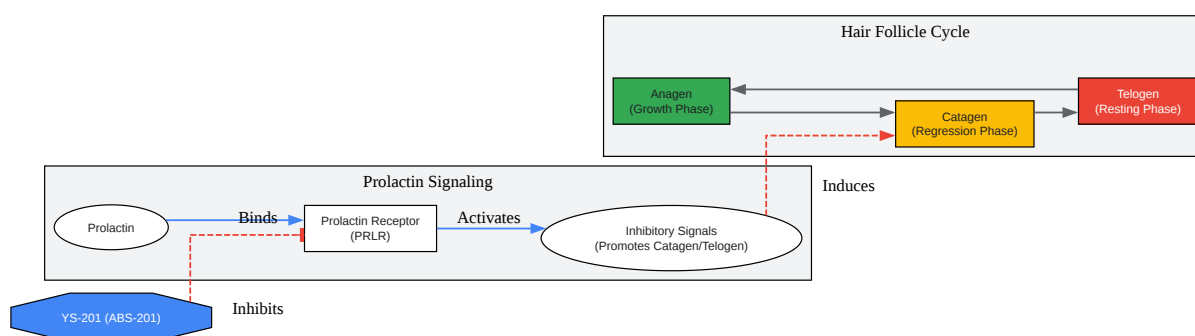 Hair Follicle Cycle
Anagen
(Growth Phase)
Catagen
(Regression Phase)
Telogen
(Resting Phase)
Induces
Prolactin Signaling
Prolactin
Binds
Prolactin Receptor
(PRLR)
Activates
Inhibitory Signals
(Promotes Catagen/Telogen)
YS-201 (ABS-201)
Inhibits